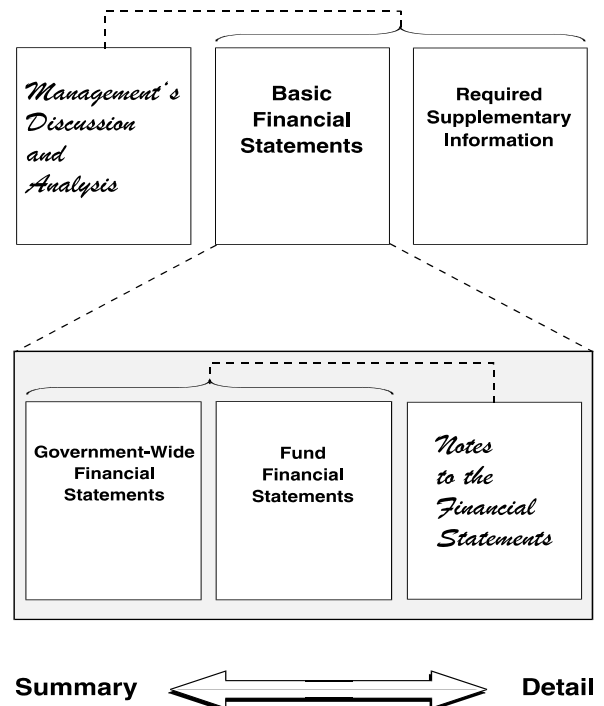 Management's
Discussion
and
Analysis
Basic
Financial
Statements
Required
Supplementary
Information
Government-Wide
Financial
Statements
Fund
Financial
Statements
Notes
to the
Financial
Statements
Summary
Detail